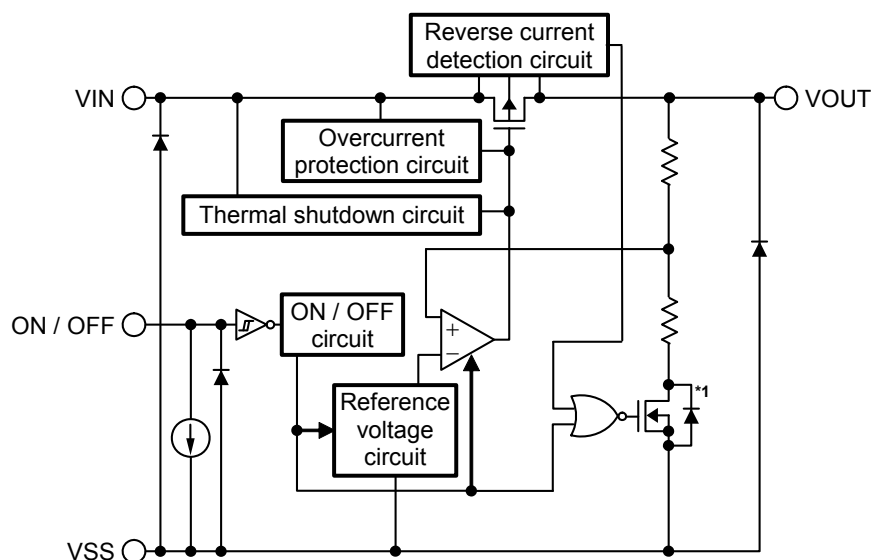 Reverse current
detection circuit
VIN
VOUT
Overcurrent
protection circuit
Thermal shutdown circuit
ON / OFF
ON / OFF
circuit
+
−
*1
Reference
voltage
circuit
VSS